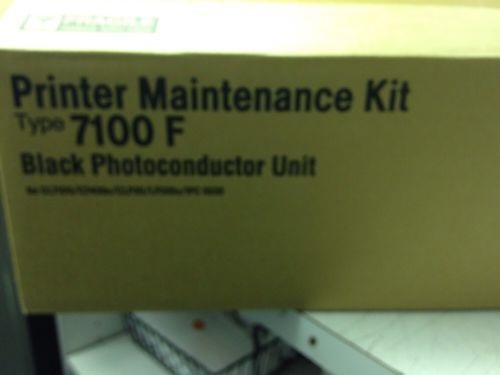 Printer Maintenance Kit
Type 7100 F
Black Photoconductor Unit